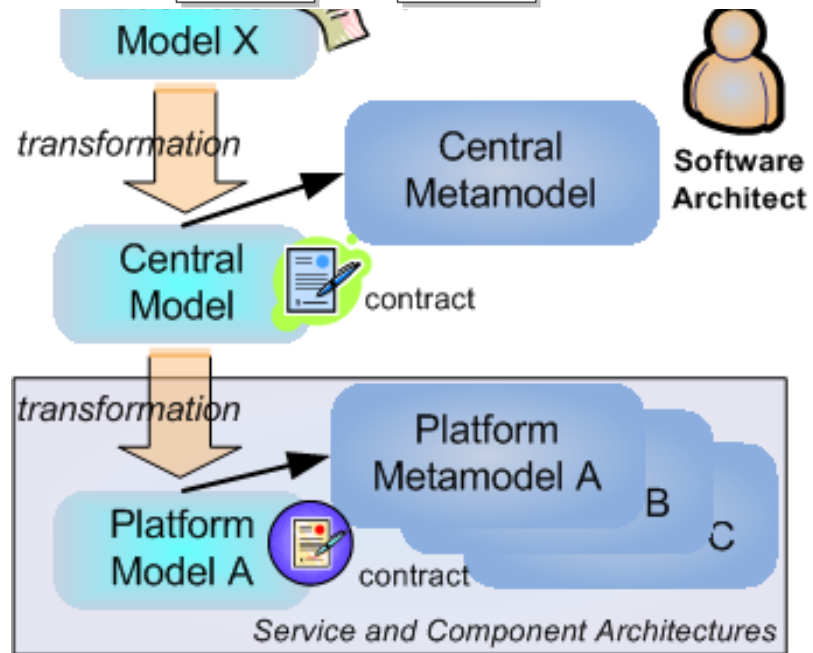 Model X
transformation
Central
Metamodel
Software
Architect
Central
Model
contract
transformation
Platform
Metamodel A
B
C
Platform
Model A
contract
Service and Component Architectures